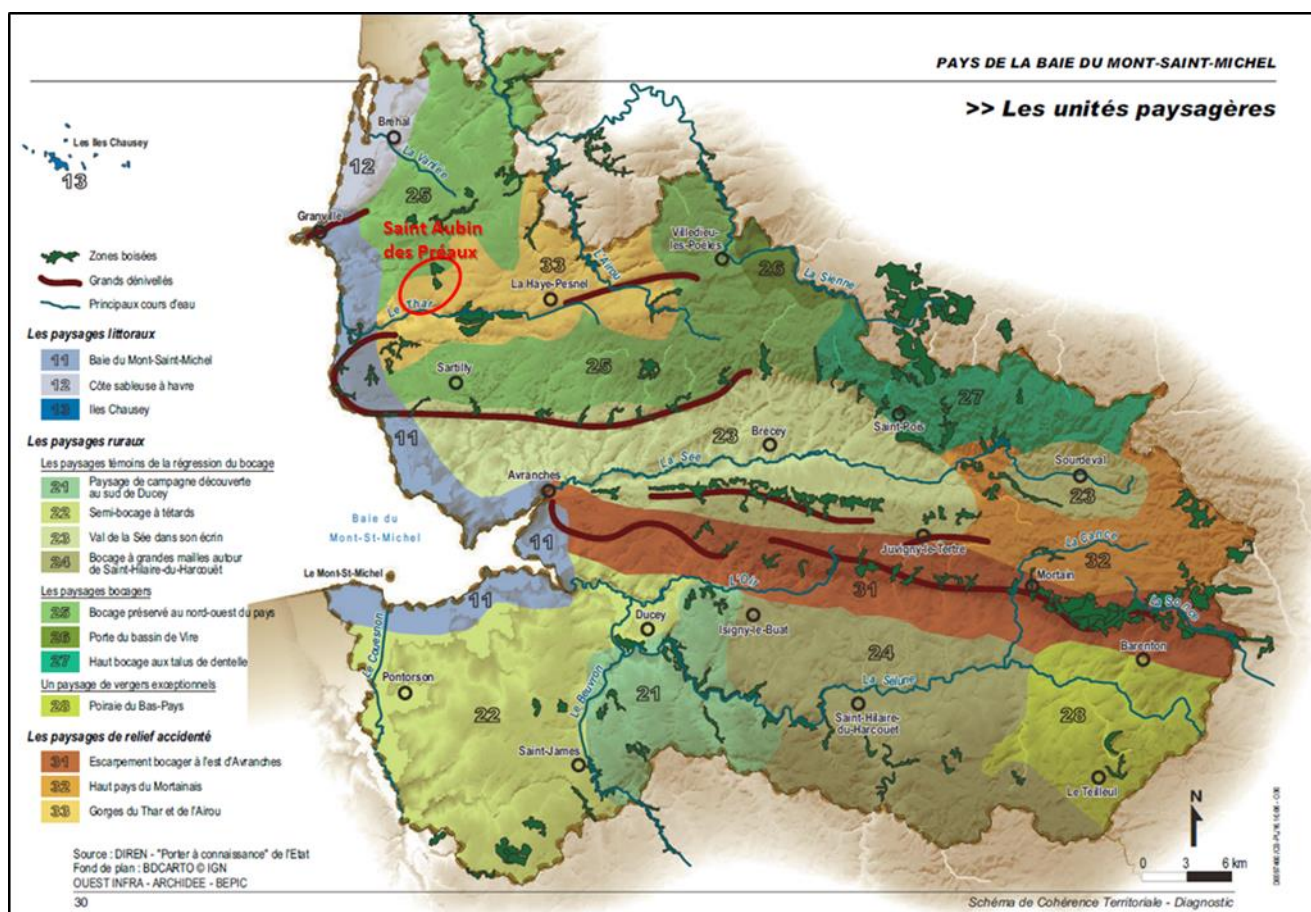 PAYS DE LA BAIE DU MONT-SAINT-MICHEL
>> Les unités paysagères
Les Iles Chausey
13
Bréhal
La Vanlée
12
25
Granville
Saint Aubin
des Préaux
33
L'Airou
La Haye-Pesnel
Le Thar
Villedieu-
les-Poêles
26
La Sienne
Sartilly
25
27
Saint-Pois
11
23
Brécey
La Sée
Sourdeval
23
Avranches
Baie du
Mont-St-Michel
11
Juvigny-le-Tertre
La Cance
32
Le Mont-St-Michel
11
L'Oir
31
Mortain
Ducey
Isigny-le-Buat
Barenton
Le Couesnon
Pontorson
22
Le Beuvron
21
24
La Sélune
Saint-Hilaire-
du-Harcouët
28
Saint-James
Le Teilleul
Zones boisées
Grands dénivellés
Principaux cours d'eau
Les paysages littoraux
11 Baie du Mont-Saint-Michel
12 Côte sableuse à havre
13 Iles Chausey
Les paysages ruraux
Les paysages témoins de la régression du bocage
21 Paysage de campagne découverte
au sud de Ducey
22 Semi-bocage à tétards
23 Val de la Sée dans son écrin
24 Bocage à grandes mailles autour
de Saint-Hilaire-du-Harcouët
Les paysages bocagers
25 Bocage préservé au nord-ouest du pays
26 Porte du bassin de Vire
27 Haut bocage aux talus de dentelle
Un paysage de vergers exceptionnels
28 Poiraie du Bas-Pays
Les paysages de relief accidenté
31 Escarpement bocager à l'est d'Avranches
32 Haut pays du Mortainais
33 Gorges du Thar et de l'Airou
N
0 3 6 km
Source : DIREN - "Porter à connaissance" de l'Etat
Fond de plan : BDCARTO © IGN
OUEST INFRA - ARCHIDEE - BEPIC
30
Schéma de Cohérence Territoriale - Diagnostic